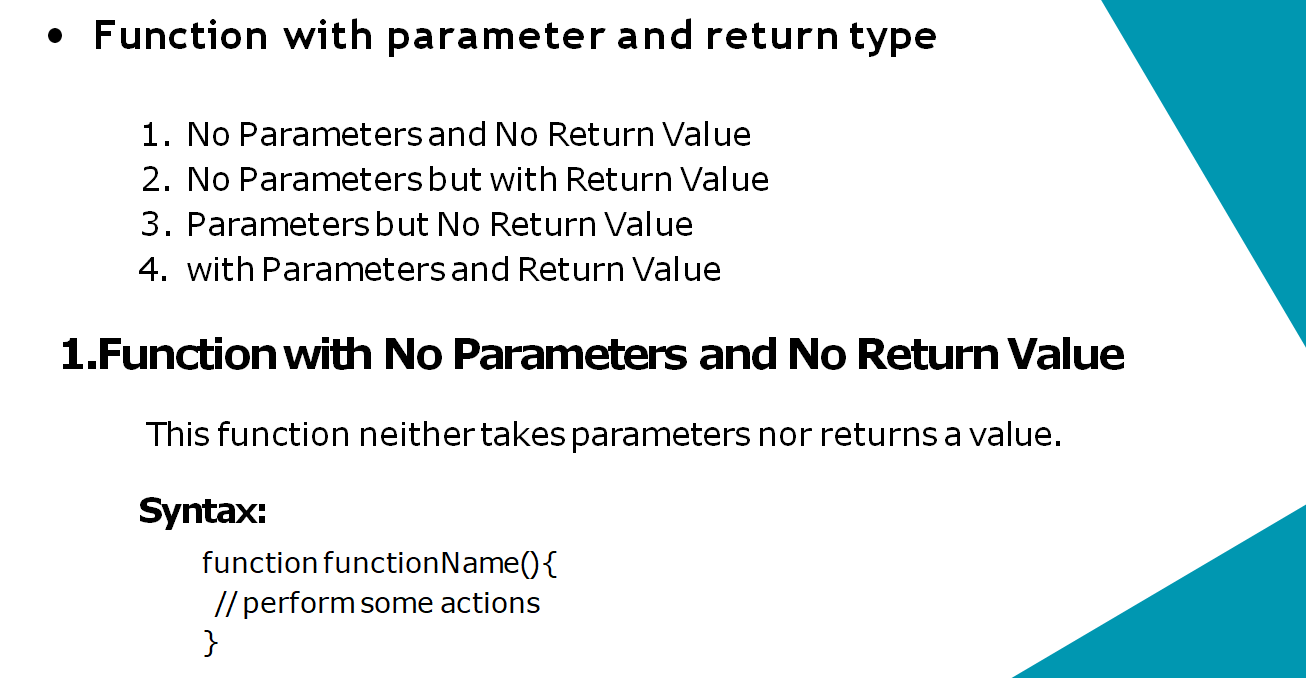 • Function with parameter and return type
1. No Parameters and No Return Value
2. No Parameters but with Return Value
3. Parameters but No Return Value
4. with Parameters and Return Value
1.Function with No Parameters and No Return Value
This function neither takes parameters nor returns a value.
Syntax:
function functionName(){
// perform some actions
}